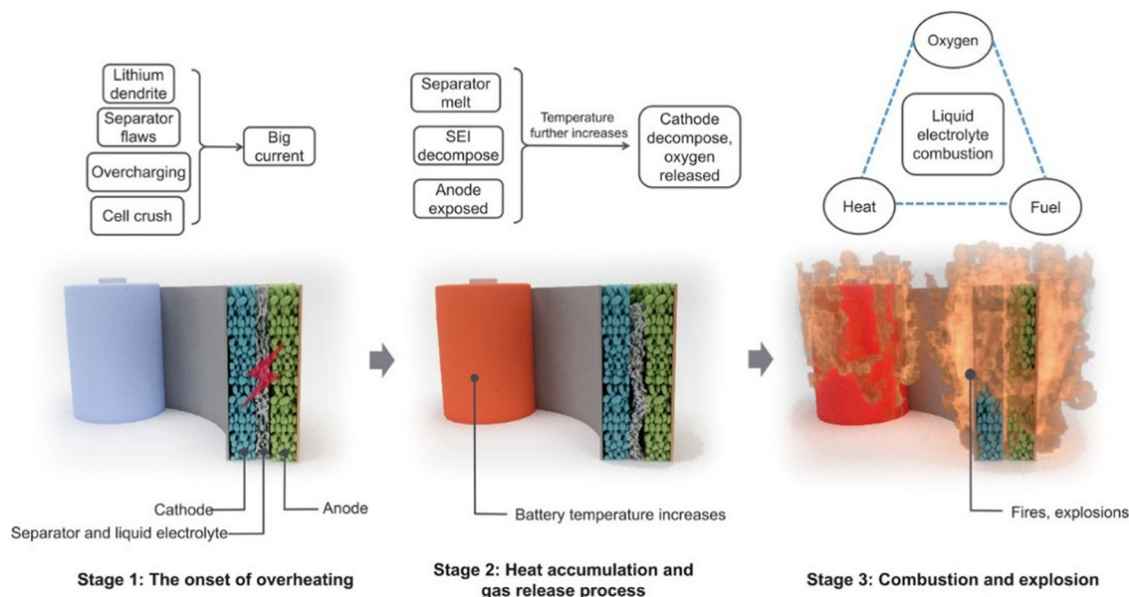 Lithium
dendrite
Separator
flaws
Overcharging
Cell crush
Big
current
Separator
melt
SEI
decompose
Anode
exposed
Temperature
further increases
Cathode
decompose,
oxygen
released
Oxygen
Liquid
electrolyte
combustion
Heat
Fuel
Cathode
Anode
Separator and liquid electrolyte
Battery temperature increases
Fires, explosions
Stage 1: The onset of overheating
Stage 2: Heat accumulation and
gas release process
Stage 3: Combustion and explosion